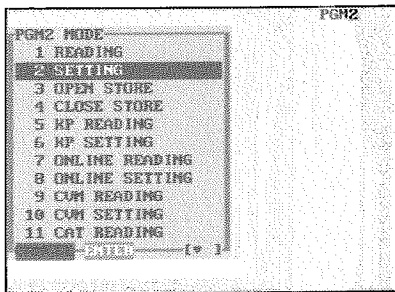 PGM2
PGM2 MODE
1 READING
2 SETTING
3 OPEN STORE
4 CLOSE STORE
5 KP READING
6 KP SETTING
7 ONLINE READING
8 ONLINE SETTING
9 CVM READING
10 CVM SETTING
11 CAT READING
ENTER [▼ ]